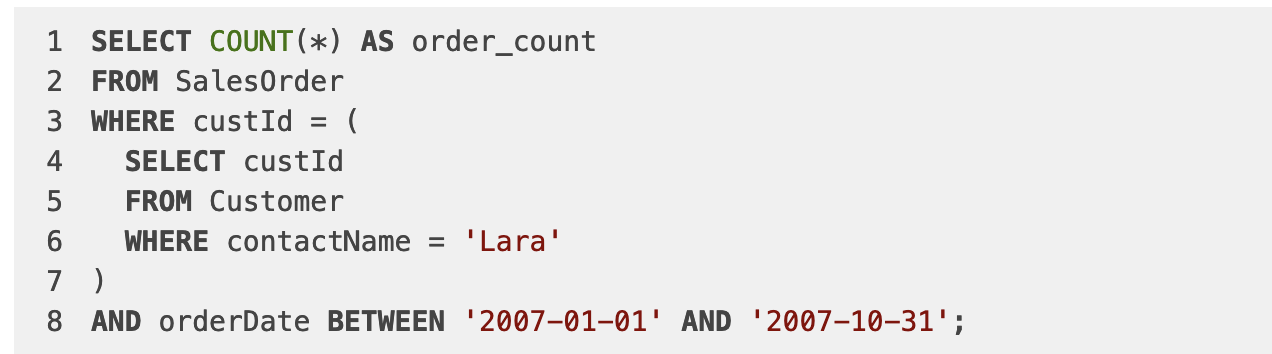 1 SELECT COUNT(*) AS order_count
2 FROM SalesOrder
3 WHERE custId = (
4   SELECT custId
5   FROM Customer
6   WHERE contactName = 'Lara'
7 )
8 AND orderDate BETWEEN '2007-01-01' AND '2007-10-31';